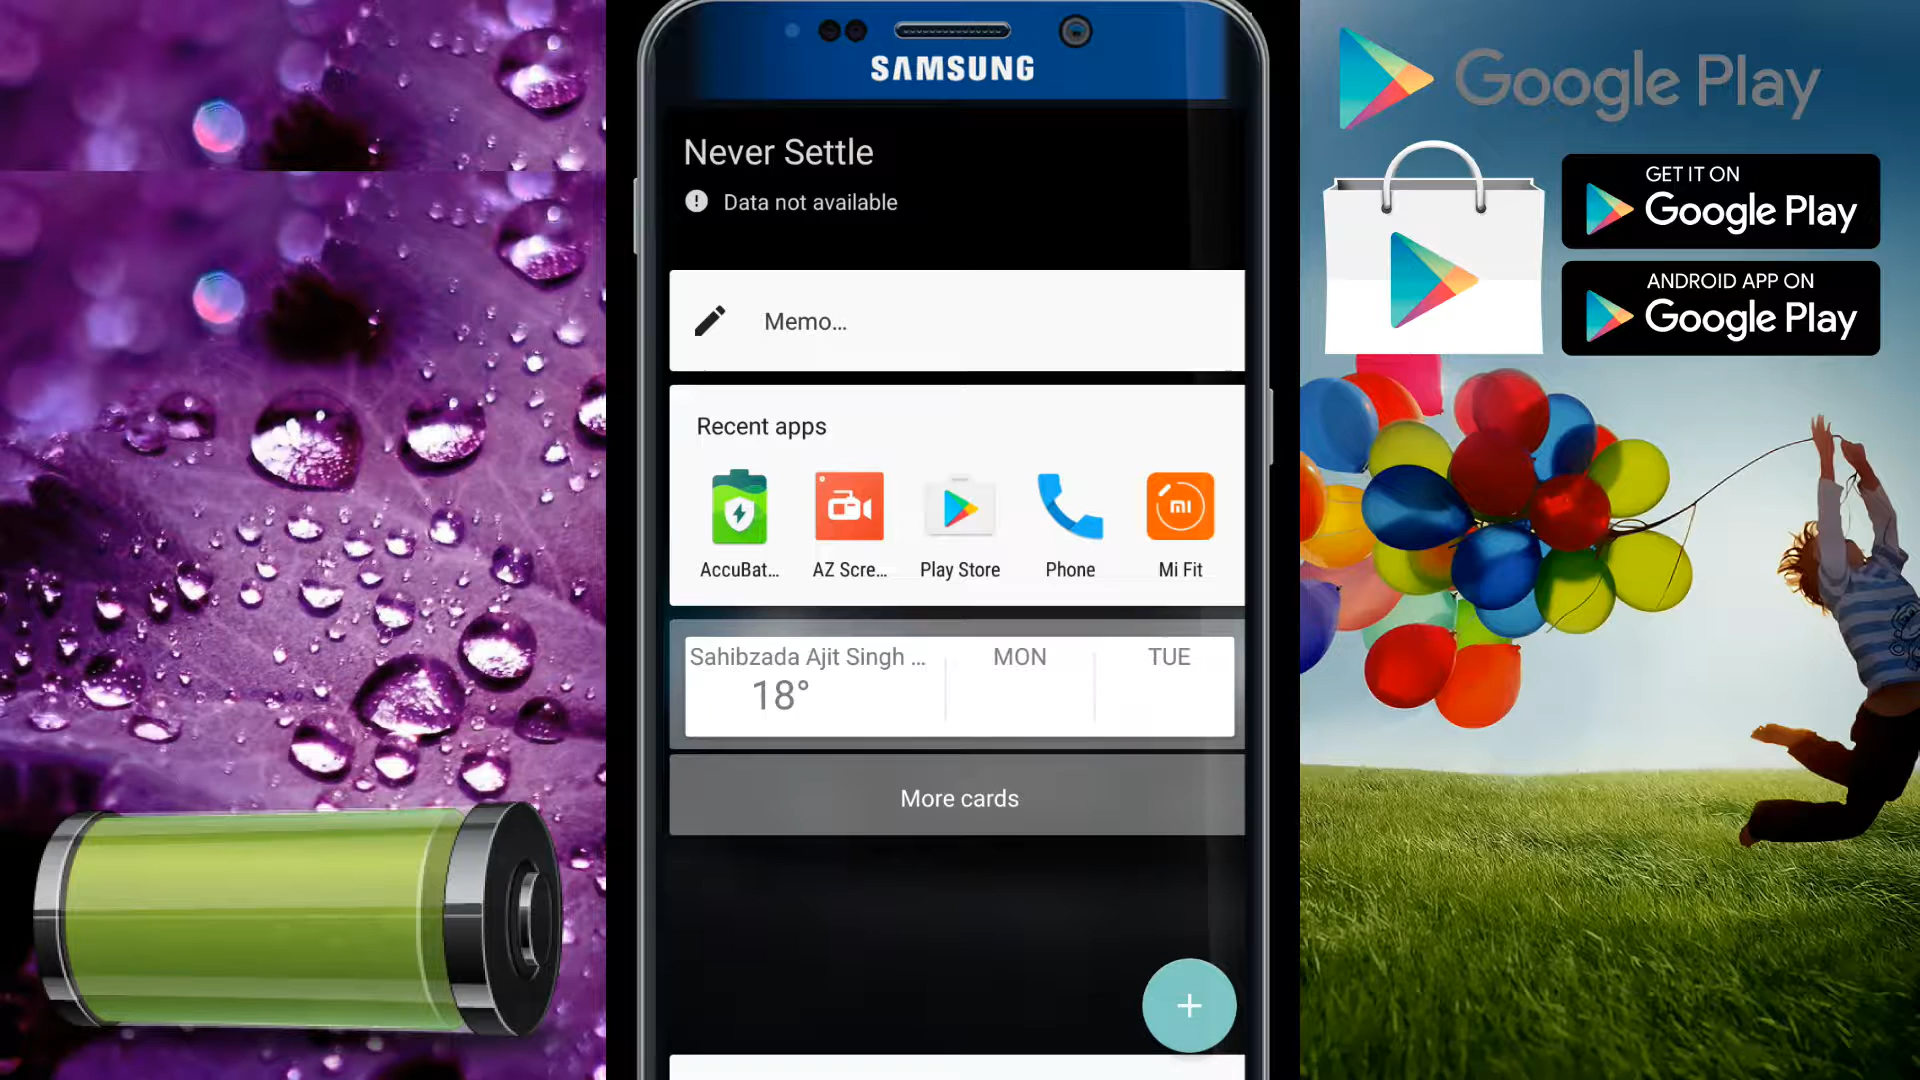 SAMSUNG
Never Settle
Data not available
Memo...
Recent apps
AccuBat...
AZ Scre...
Play Store
Phone
mi
Mi Fit
Sahibzada Ajit Singh ...
18°
MON
TUE
More cards
Google Play
GET IT ON
Google Play
ANDROID APP ON
Google Play